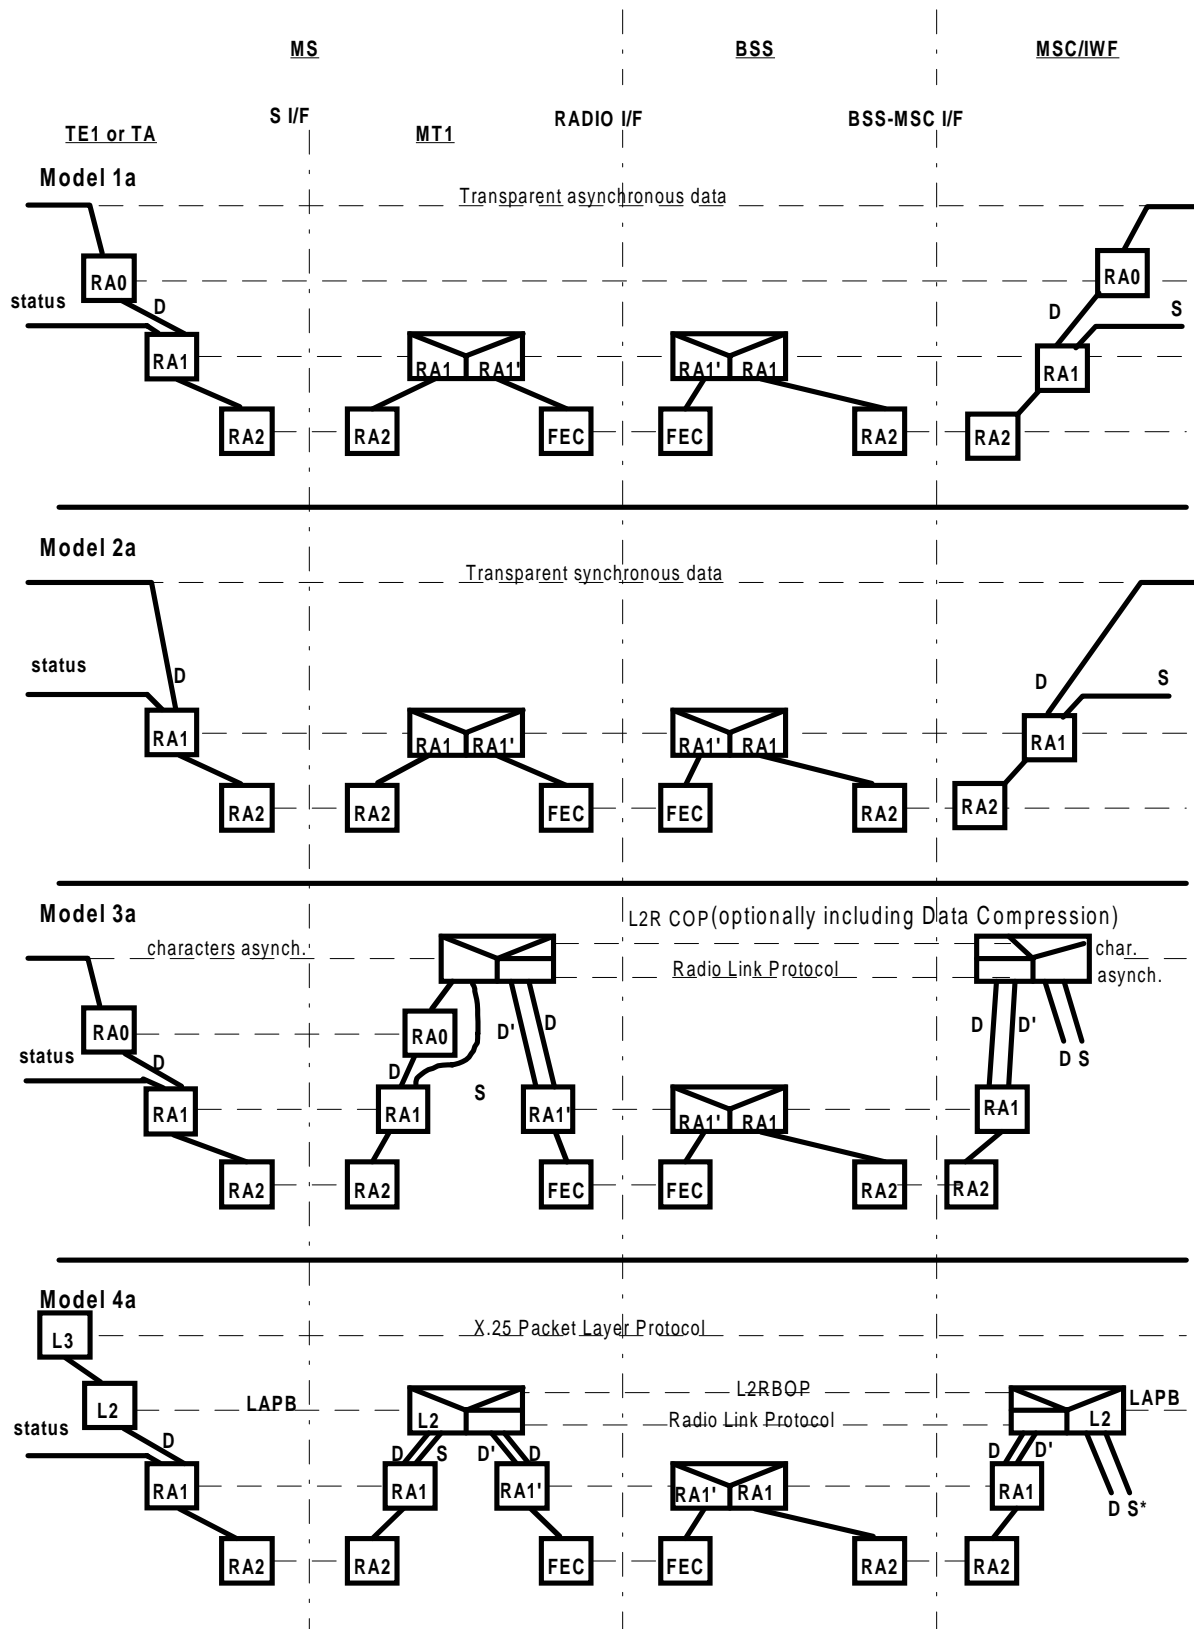 MS BSS MSC/IWF
S I/F RADIO I/F BSS-MSC I/F
TE1 or TA MT1
Model 1a
Transparent asynchronous data
RA0 RA0
status D D S
RA1 RA1 RA1' RA1' RA1 RA1
RA2 RA2 FEC FEC RA2 RA2
Model 2a
Transparent synchronous data
status D D S
RA1 RA1 RA1' RA1' RA1 RA1
RA2 RA2 FEC FEC RA2 RA2
Model 3a
L2R COP(optionally including Data Compression)
characters asynch. char.
Radio Link Protocol asynch.
RA0 RA0 D' D D D'
status D D S D S
RA1 RA1 RA1' RA1' RA1 RA1
RA2 RA2 FEC FEC RA2 RA2
Model 4a
L3 X.25 Packet Layer Protocol
L2RBOP
L2 LAPB L2 Radio Link Protocol L2 LAPB
status D D S D' D D D'
RA1 RA1 RA1' RA1' RA1 RA1 D S*
RA2 RA2 FEC FEC RA2 RA2